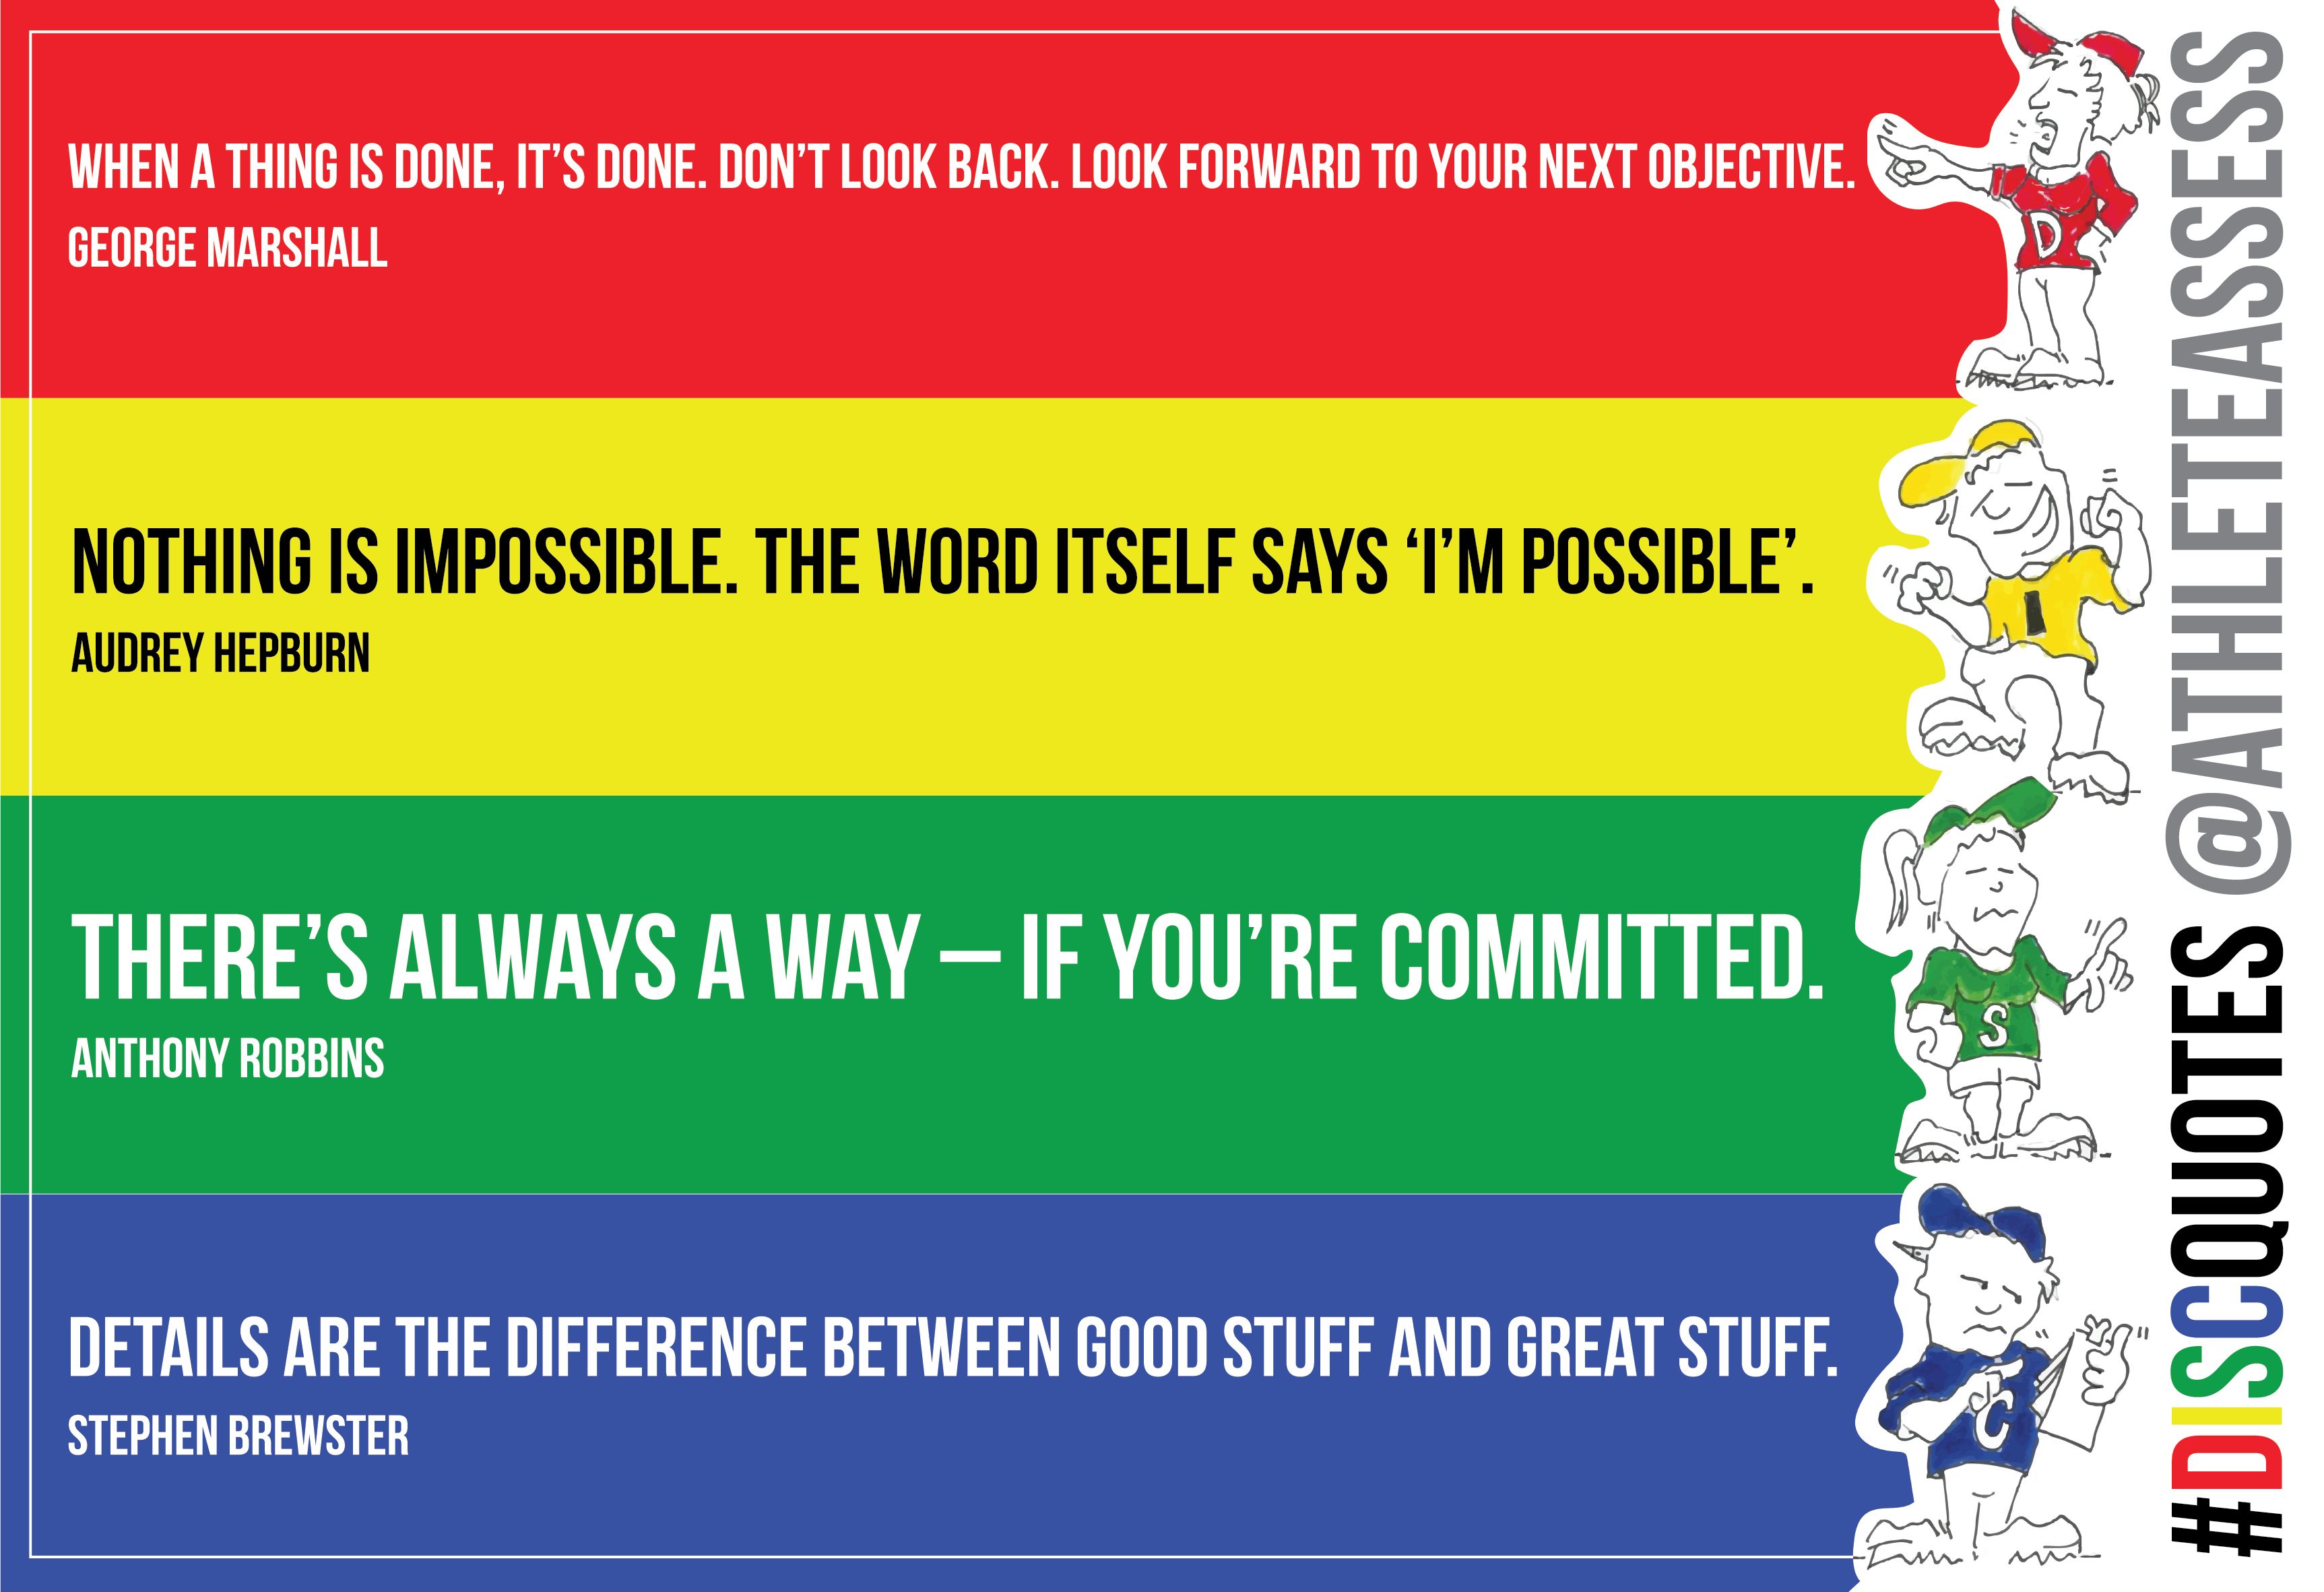 WHEN A THING IS DONE, IT’S DONE. DON’T LOOK BACK. LOOK FORWARD TO YOUR NEXT OBJECTIVE.
GEORGE MARSHALL
D
NOTHING IS IMPOSSIBLE. THE WORD ITSELF SAYS ‘I’M POSSIBLE’.
AUDREY HEPBURN
I
THERE’S ALWAYS A WAY – IF YOU’RE COMMITTED.
ANTHONY ROBBINS
S
DETAILS ARE THE DIFFERENCE BETWEEN GOOD STUFF AND GREAT STUFF.
STEPHEN BREWSTER
C
#DISCQUOTES @ATHLETEASSESS